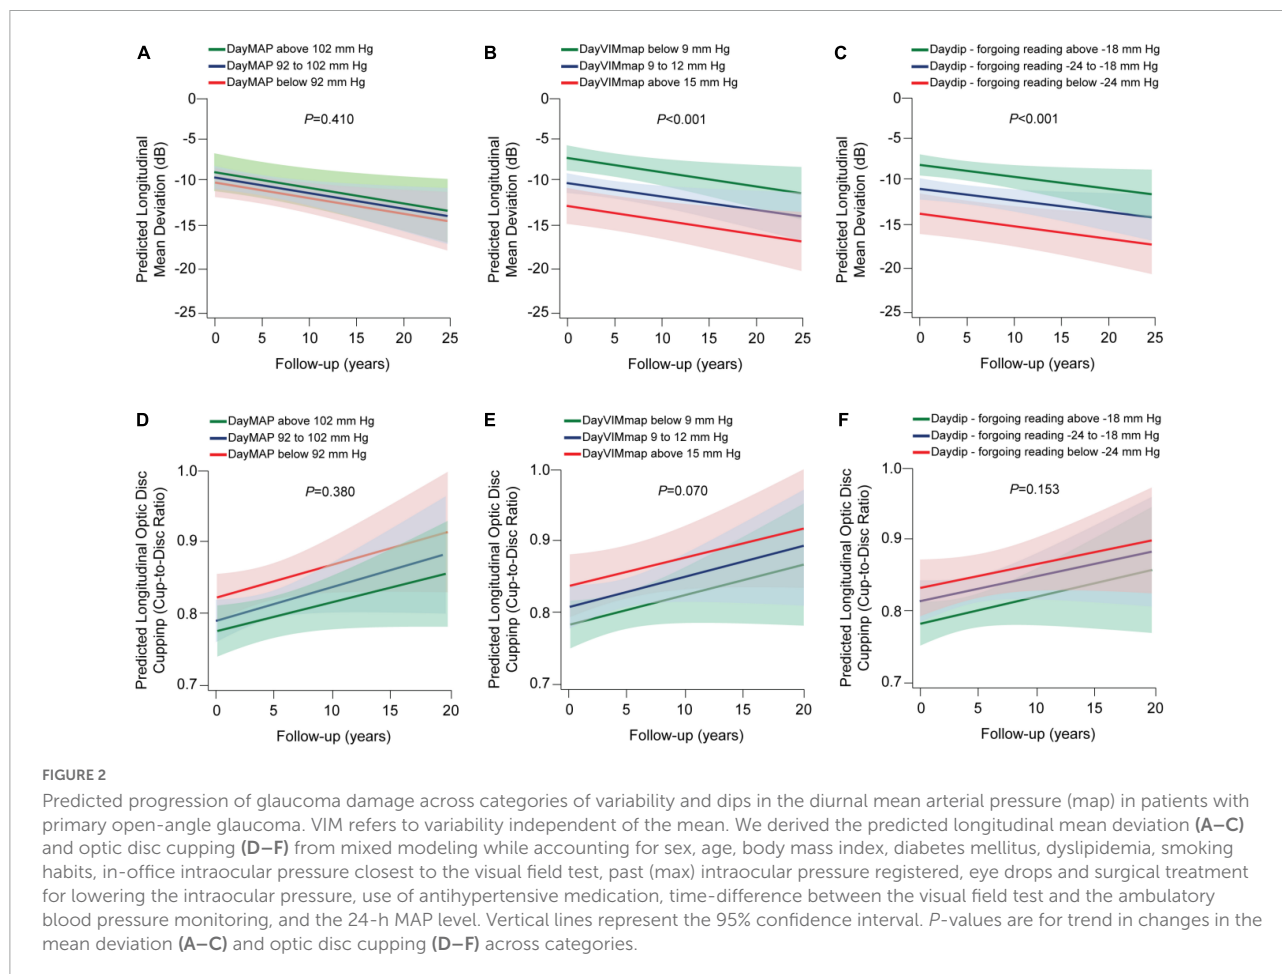 A
DayMAP above 102 mm Hg
DayMAP 92 to 102 mm Hg
DayMAP below 92 mm Hg
P=0.410
0
-5
-10
-15
-20
-25
Predicted Longitudinal
Mean Deviation (dB)
0 5 10 15 20 25
Follow-up (years)
B
DayVIMmap below 9 mm Hg
DayVIMmap 9 to 12 mm Hg
DayVIMmap above 15 mm Hg
P<0.001
0
-5
-10
-15
-20
-25
Predicted Longitudinal
Mean Deviation (dB)
0 5 10 15 20 25
Follow-up (years)
C
Daydip - forgoing reading above -18 mm Hg
Daydip - forgoing reading -24 to -18 mm Hg
Daydip - forgoing reading below -24 mm Hg
P<0.001
0
-5
-10
-15
-20
-25
Predicted Longitudinal
Mean Deviation (dB)
0 5 10 15 20 25
Follow-up (years)
D
DayMAP above 102 mm Hg
DayMAP 92 to 102 mm Hg
DayMAP below 92 mm Hg
P=0.380
1.0
0.9
0.8
0.7
Predicted Longitudinal Optic Disc
Cuppinp (Cup-to-Disc Ratio)
0 5 10 15 20
Follow-up (years)
E
DayVIMmap below 9 mm Hg
DayVIMmap 9 to 12 mm Hg
DayVIMmap above 15 mm Hg
P=0.070
1.0
0.9
0.8
0.7
Predicted Longitudinal Optic Disc
Cuppinp (Cup-to-Disc Ratio)
0 5 10 15 20
Follow-up (years)
F
Daydip - forgoing reading above -18 mm Hg
Daydip - forgoing reading -24 to -18 mm Hg
Daydip - forgoing reading below -24 mm Hg
P=0.153
1.0
0.9
0.8
0.7
Predicted Longitudinal Optic Disc
Cuppinp (Cup-to-Disc Ratio)
0 5 10 15 20
Follow-up (years)
FIGURE 2
Predicted progression of glaucoma damage across categories of variability and dips in the diurnal mean arterial pressure (map) in patients with
primary open-angle glaucoma. VIM refers to variability independent of the mean. We derived the predicted longitudinal mean deviation (A–C)
and optic disc cupping (D–F) from mixed modeling while accounting for sex, age, body mass index, diabetes mellitus, dyslipidemia, smoking
habits, in-office intraocular pressure closest to the visual field test, past (max) intraocular pressure registered, eye drops and surgical treatment
for lowering the intraocular pressure, use of antihypertensive medication, time-difference between the visual field test and the ambulatory
blood pressure monitoring, and the 24-h MAP level. Vertical lines represent the 95% confidence interval. P-values are for trend in changes in the
mean deviation (A–C) and optic disc cupping (D–F) across categories.